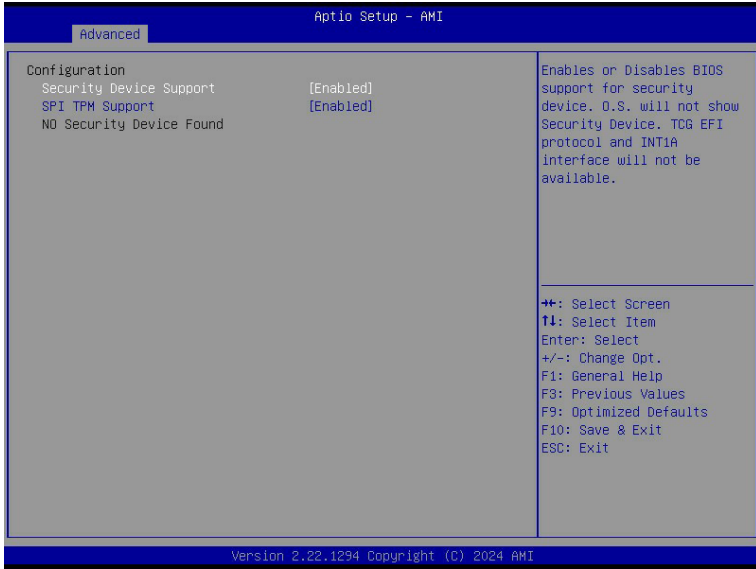 Aptio Setup – AMI
Advanced
Configuration
Security Device Support [Enabled]
SPI TPM Support [Enabled]
NO Security Device Found
Enables or Disables BIOS
support for security
device. O.S. will not show
Security Device. TCG EFI
protocol and INT1A
interface will not be
available.
→←: Select Screen
↑↓: Select Item
Enter: Select
+/-: Change Opt.
F1: General Help
F3: Previous Values
F9: Optimized Defaults
F10: Save & Exit
ESC: Exit
Version 2.22.1294 Copyright (C) 2024 AMI